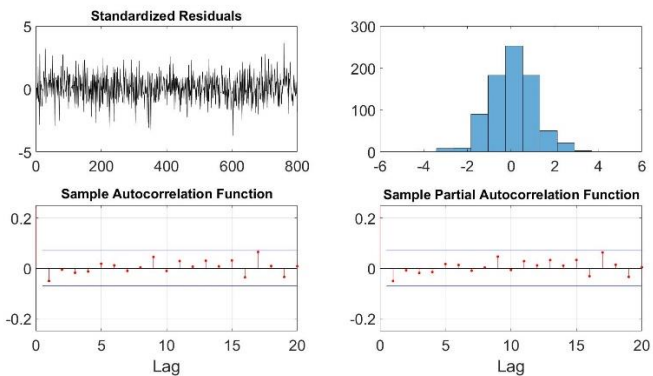 Standardized Residuals
5
0
-5
0 200 400 600 800
300
200
100
0
-6 -4 -2 0 2 4 6
Sample Autocorrelation Function
0.2
0
-0.2
0 5 10 15 20
Lag
Sample Partial Autocorrelation Function
0.2
0
-0.2
0 5 10 15 20
Lag